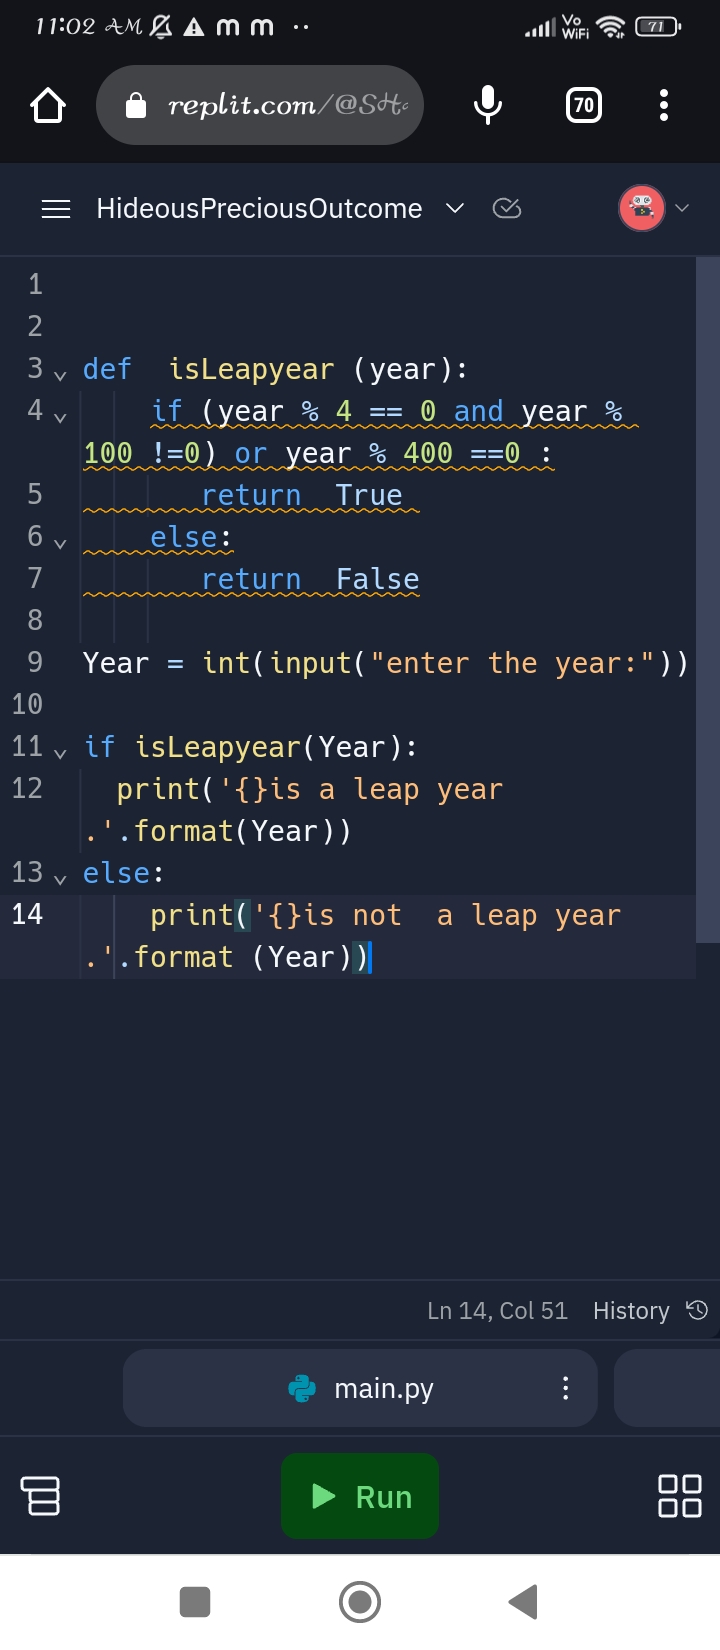 11:02 AM
Vo WiFi 71
replit.com/@SH
70
HideousPreciousOutcome
1
2
3 def  isLeapyear (year):
4     if (year % 4 == 0 and year %
100 !=0) or year % 400 ==0 :
5        return  True
6     else:
7        return  False
8
9 Year = int(input("enter the year:"))
10
11 if isLeapyear(Year):
12   print('{}is a leap year
.'.format(Year))
13 else:
14     print('{}is not  a leap year
.'.format (Year))
Ln 14, Col 51 History
main.py
Run